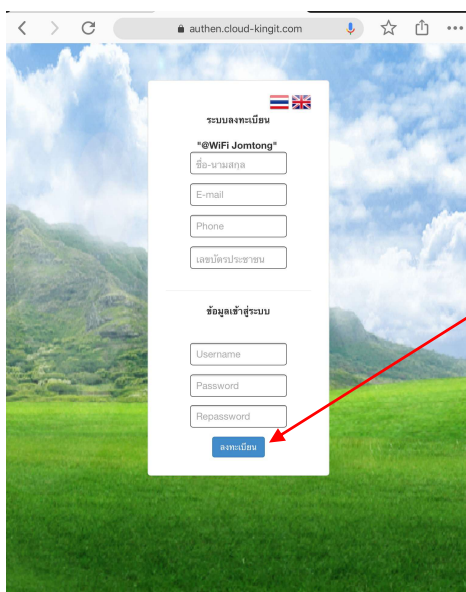 authen.cloud-kingit.com
ระบบลงทะเบียน
"@WiFi Jomtong"
ชื่อ-นามสกุล
E-mail
Phone
เลขบัตรประชาชน
ข้อมูลเข้าสู่ระบบ
Username
Password
Repassword
ลงทะเบียน